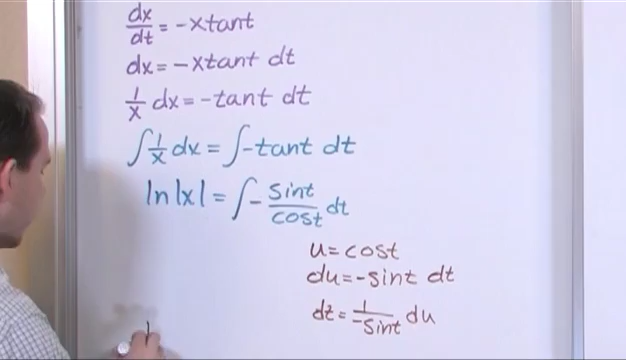 dx/dt = -xtant
dx = -xtant dt
1/x dx = -tant dt
∫ 1/x dx = ∫ -tant dt
ln|x| = ∫ - sint/cost dt
u = cost
du = -sint dt
dt = 1/-sint du